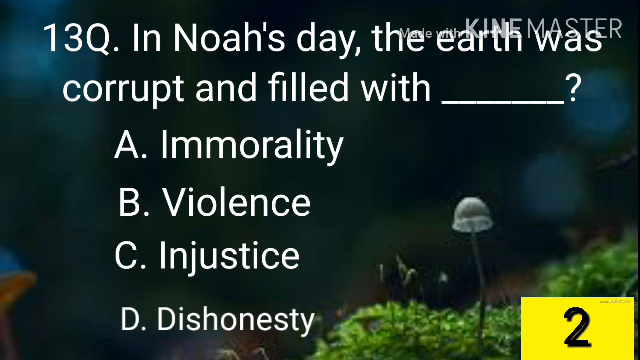 Made with KINEMASTER
13Q. In Noah's day, the earth was
corrupt and filled with _______?
A. Immorality
B. Violence
C. Injustice
D. Dishonesty
2